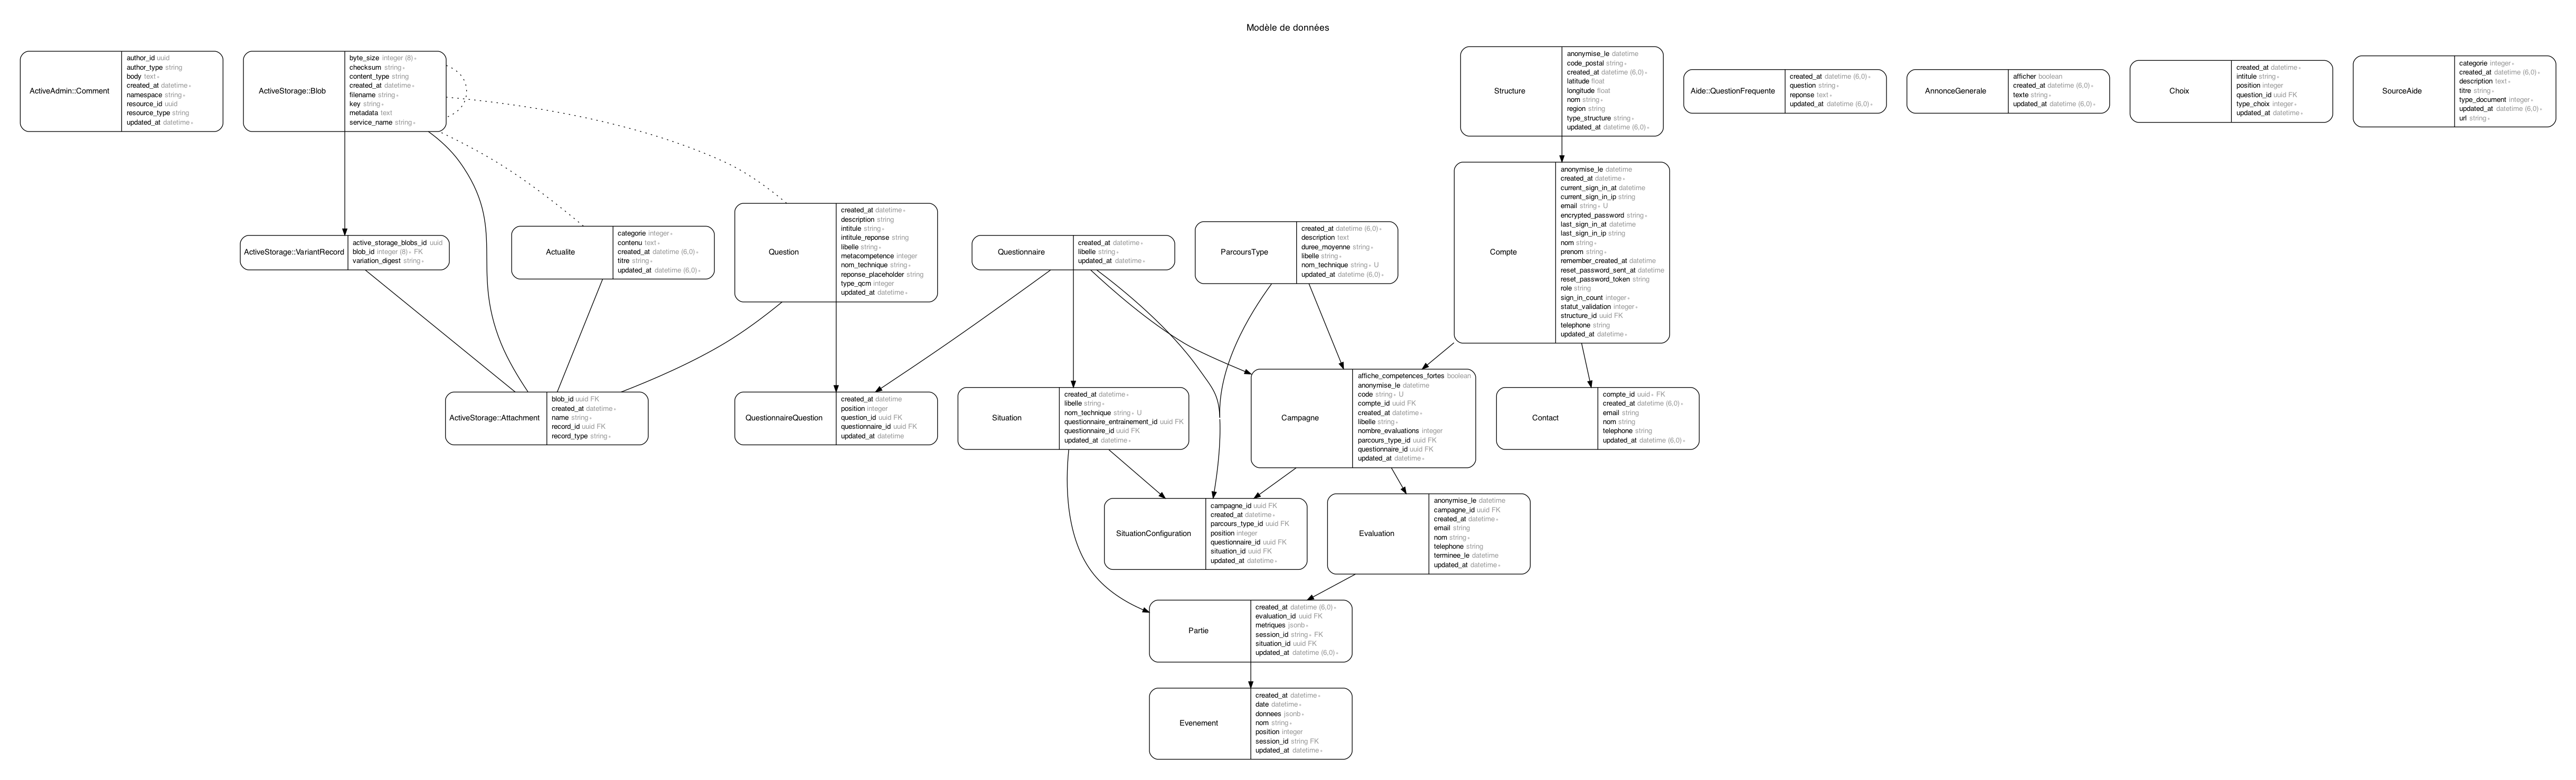 Modèle de données
ActiveAdmin::Comment
author_id uuid
author_type string
body text *
created_at datetime *
namespace string *
resource_id uuid
resource_type string
updated_at datetime *
ActiveStorage::Blob
byte_size integer (8) *
checksum string *
content_type string
created_at datetime *
filename string *
key string *
metadata text
service_name string *
Structure
anonymise_le datetime
code_postal string *
created_at datetime (6,0) *
latitude float
longitude float
nom string *
region string
type_structure string *
updated_at datetime (6,0) *
Aide::QuestionFrequente
created_at datetime (6,0) *
question string *
reponse text *
updated_at datetime (6,0) *
AnnonceGenerale
afficher boolean
created_at datetime (6,0) *
texte string *
updated_at datetime (6,0) *
Choix
created_at datetime *
intitule string *
position integer
question_id uuid FK
type_choix integer *
updated_at datetime *
SourceAide
categorie integer *
created_at datetime (6,0) *
description text *
titre string *
type_document integer *
updated_at datetime (6,0) *
url string *
ActiveStorage::VariantRecord
active_storage_blobs_id uuid
blob_id integer (8) * FK
variation_digest string *
Actualite
categorie integer *
contenu text *
created_at datetime (6,0) *
titre string *
updated_at datetime (6,0) *
Question
created_at datetime *
description string
intitule string *
intitule_reponse string
libelle string *
metacompetence integer
nom_technique string *
reponse_placeholder string
type_qcm integer
updated_at datetime *
Questionnaire
created_at datetime *
libelle string *
updated_at datetime *
ParcoursType
created_at datetime (6,0) *
description text
duree_moyenne string *
libelle string *
nom_technique string * U
updated_at datetime (6,0) *
Compte
anonymise_le datetime
created_at datetime *
current_sign_in_at datetime
current_sign_in_ip string
email string * U
encrypted_password string *
last_sign_in_at datetime
last_sign_in_ip string
nom string *
prenom string *
remember_created_at datetime
reset_password_sent_at datetime
reset_password_token string
role string
sign_in_count integer *
statut_validation integer *
structure_id uuid FK
telephone string
updated_at datetime *
ActiveStorage::Attachment
blob_id uuid FK
created_at datetime *
name string *
record_id uuid FK
record_type string *
QuestionnaireQuestion
created_at datetime
position integer
question_id uuid FK
questionnaire_id uuid FK
updated_at datetime
Situation
created_at datetime *
libelle string *
nom_technique string * U
questionnaire_entrainement_id uuid FK
questionnaire_id uuid FK
updated_at datetime *
Campagne
affiche_competences_fortes boolean
anonymise_le datetime
code string * U
compte_id uuid FK
created_at datetime *
libelle string *
nombre_evaluations integer
parcours_type_id uuid FK
questionnaire_id uuid FK
updated_at datetime *
Contact
compte_id uuid * FK
created_at datetime (6,0) *
email string
nom string
telephone string
updated_at datetime (6,0) *
SituationConfiguration
campagne_id uuid FK
created_at datetime *
parcours_type_id uuid FK
position integer
questionnaire_id uuid FK
situation_id uuid FK
updated_at datetime *
Evaluation
anonymise_le datetime
campagne_id uuid FK
created_at datetime *
email string
nom string *
telephone string
terminee_le datetime
updated_at datetime *
Partie
created_at datetime (6,0) *
evaluation_id uuid FK
metriques jsonb *
session_id string * FK
situation_id uuid FK
updated_at datetime (6,0) *
Evenement
created_at datetime *
date datetime *
donnees jsonb *
nom string *
position integer
session_id string FK
updated_at datetime *